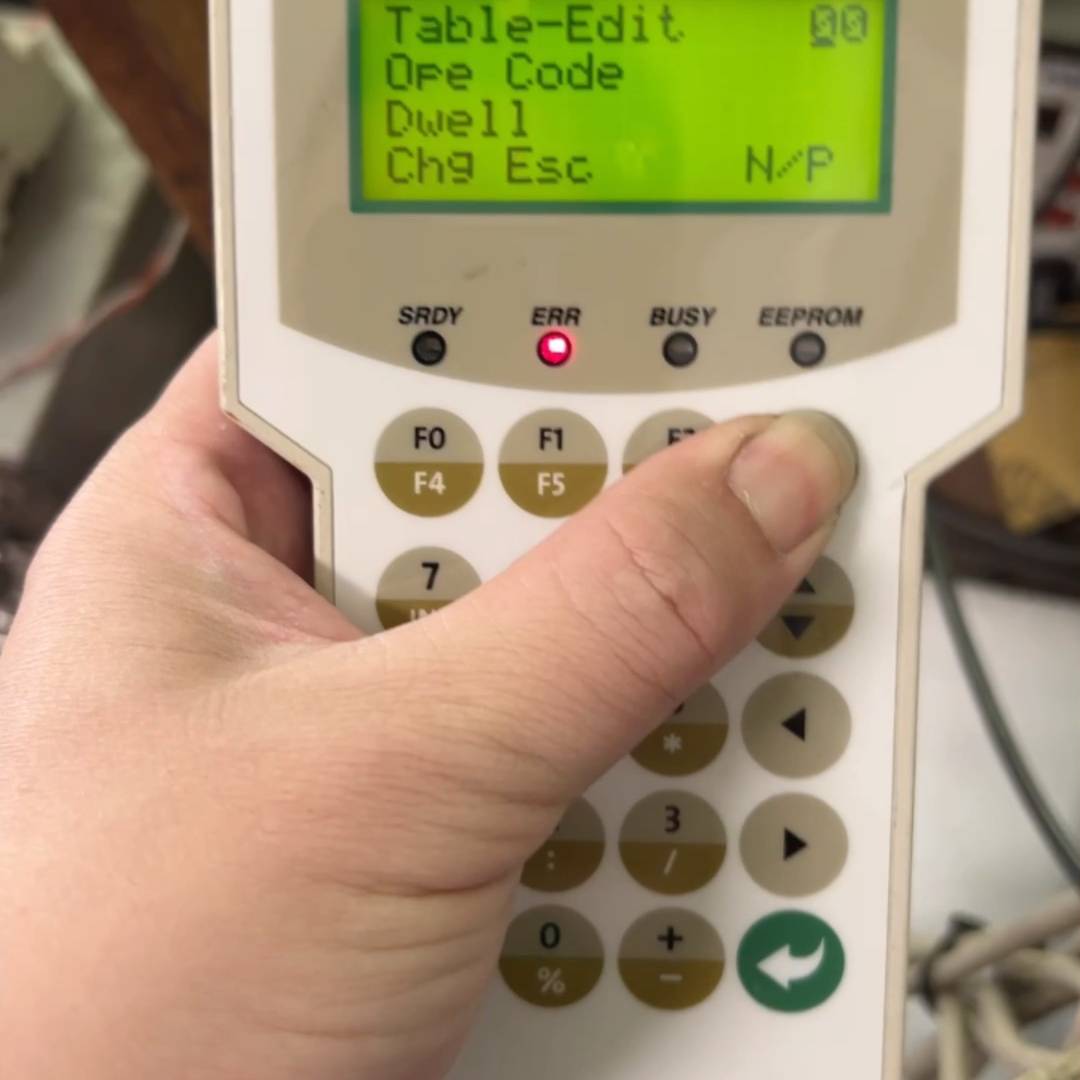 Table-Edit 00
Ope Code
Dwell
Chg Esc N/P
SRDY ERR BUSY EEPROM
F0 F1
F4 F5
7
*
3
: /
0 +
% −